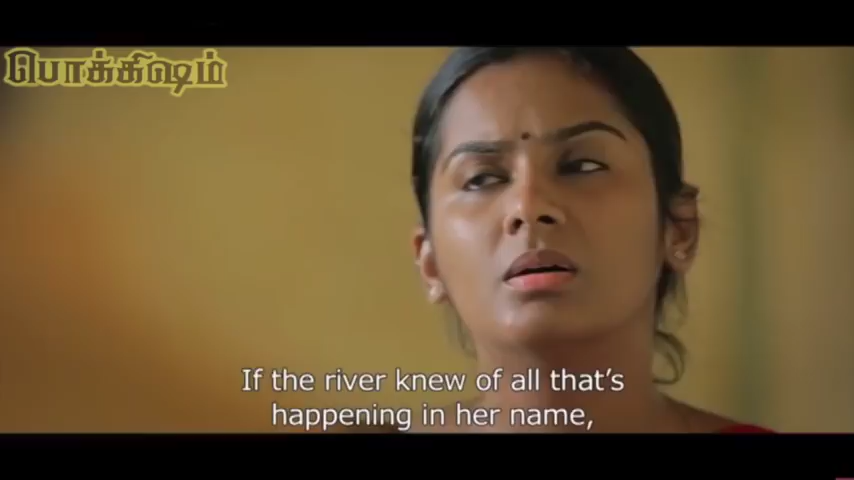 பொக்கிஷம்
If the river knew of all that's
happening in her name,